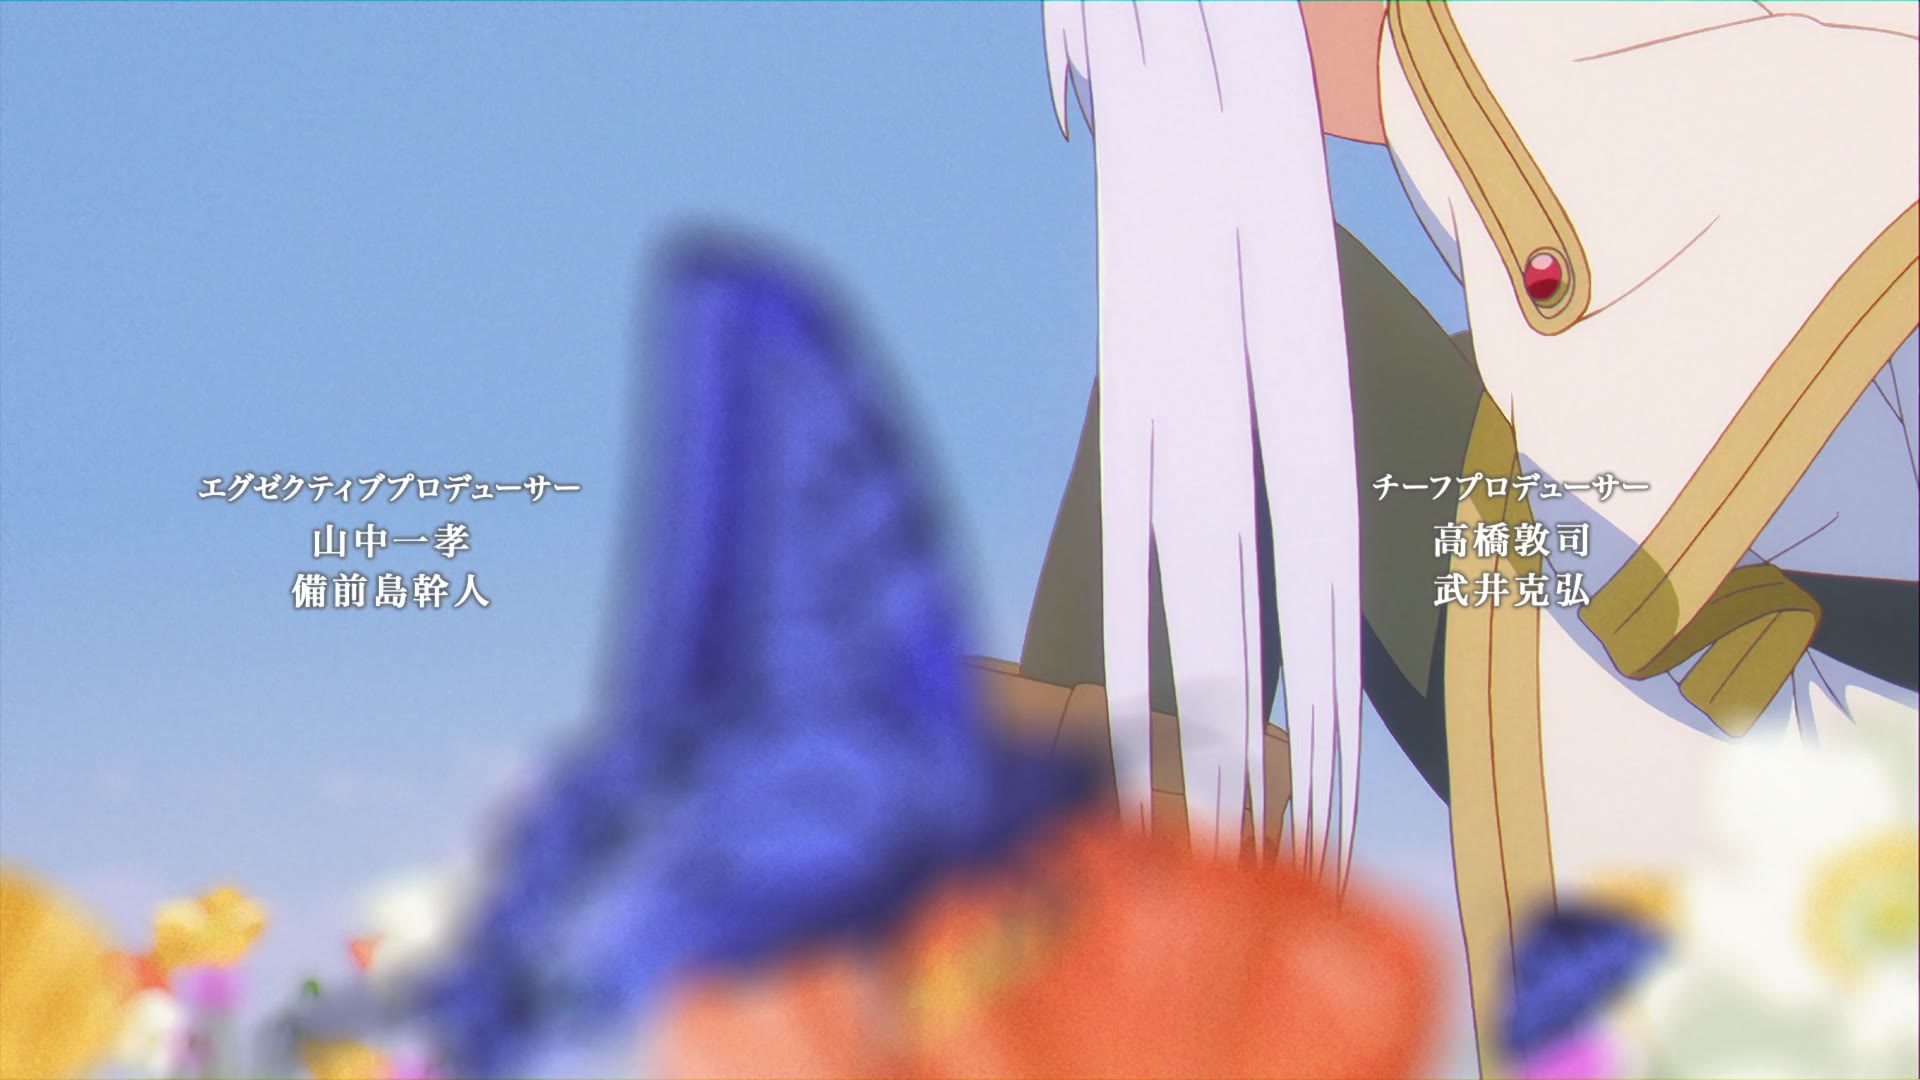 エグゼクティブプロデューサー
山中一孝
備前島幹人
チーフプロデューサー
高橋敦司
武井克弘